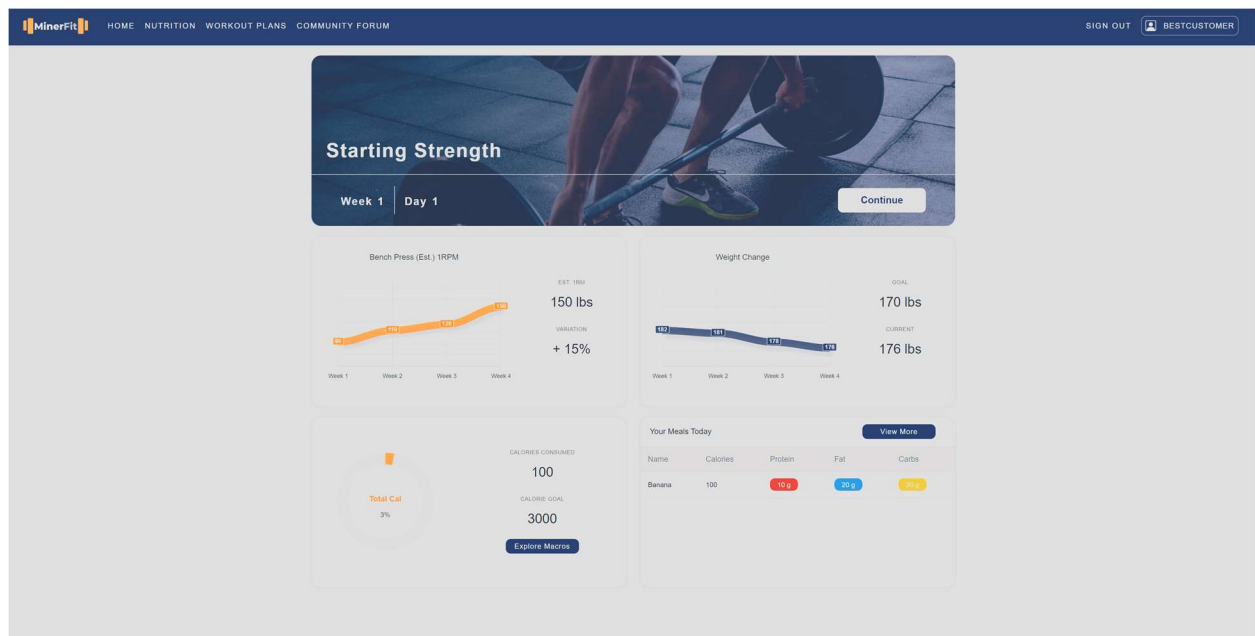 MinerFit HOME NUTRITION WORKOUT PLANS COMMUNITY FORUM SIGN OUT BESTCUSTOMER
Starting Strength
Week 1 Day 1 Continue
Bench Press (Est.) 1RPM
EST. 1RM
150 lbs
VARIATION
+ 15%
150
Week 1 Week 2 Week 3 Week 4
Weight Change
GOAL
170 lbs
CURRENT
176 lbs
182
181
178
176
Week 1 Week 2 Week 3 Week 4
Total Cal
3%
CALORIES CONSUMED
100
CALORIE GOAL
3000
Explore Macros
Your Meals Today View More
Name Calories Protein Fat Carbs
Banana 100 10 g 20 g